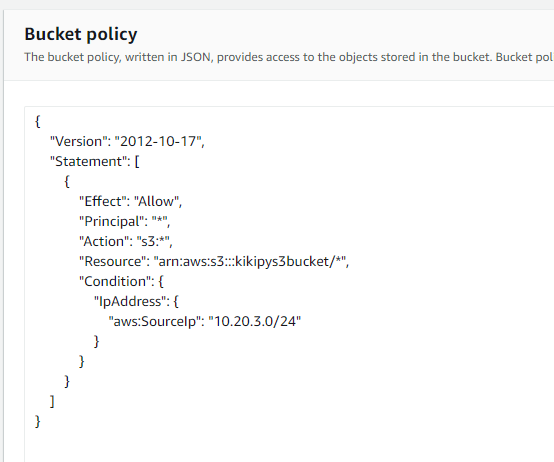 Bucket policy
The bucket policy, written in JSON, provides access to the objects stored in the bucket. Bucket pol
{
"Version": "2012-10-17",
"Statement": [
{
"Effect": "Allow",
"Principal": "*",
"Action": "s3:*",
"Resource": "arn:aws:s3:::kikipys3bucket/*",
"Condition": {
"IpAddress": {
"aws:SourceIp": "10.20.3.0/24"
}
}
}
]
}